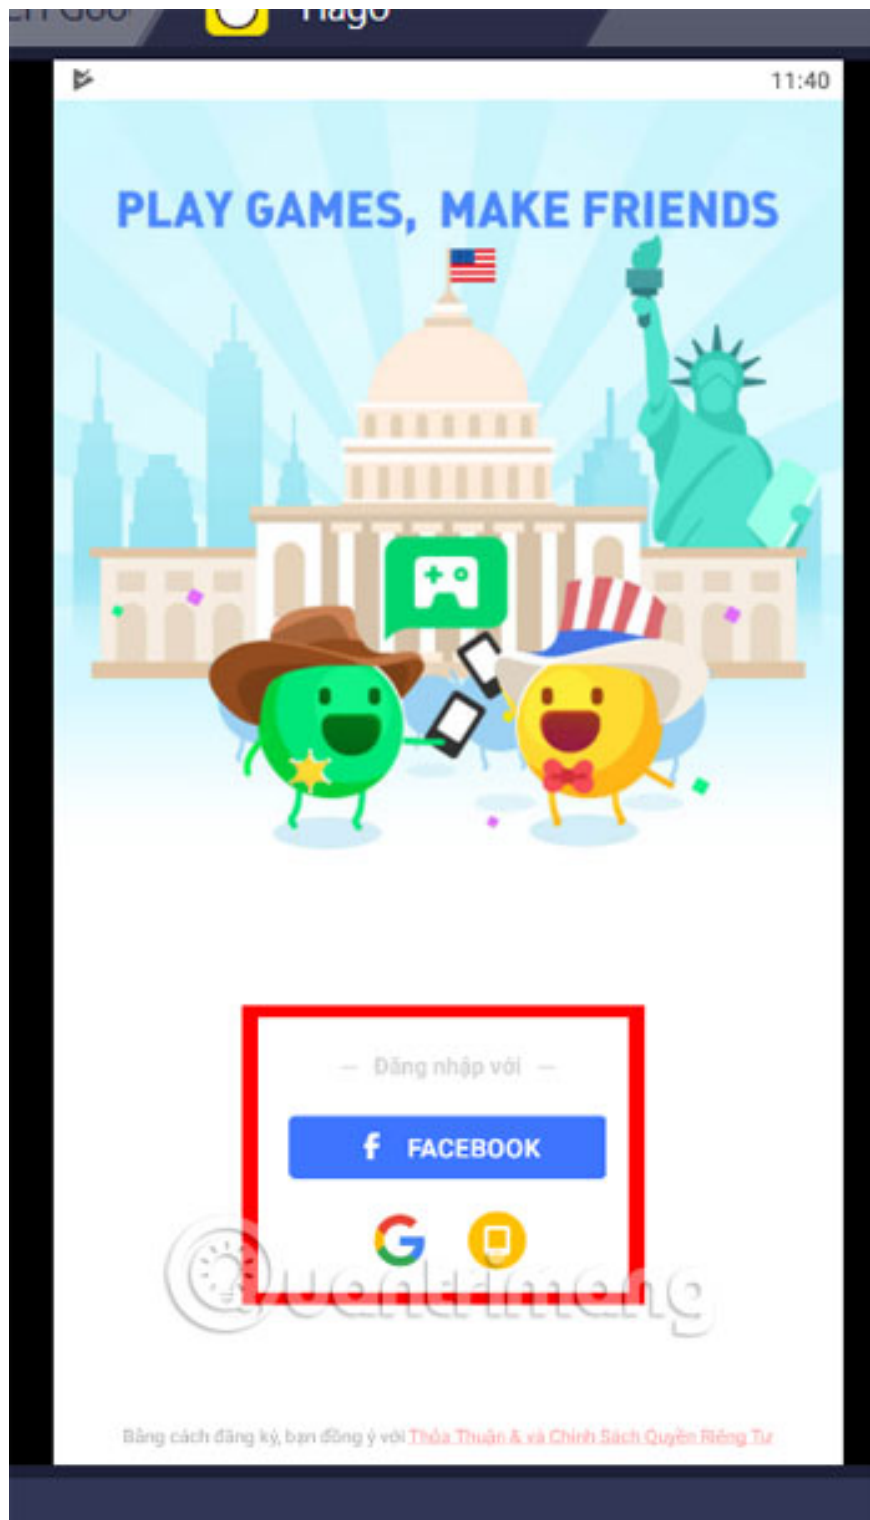 Hago
11:40
PLAY GAMES, MAKE FRIENDS
Đăng nhập với
f FACEBOOK
G
Quantrimang
Bằng cách đăng ký, bạn đồng ý với Thỏa Thuận & và Chính Sách Quyền Riêng Tư